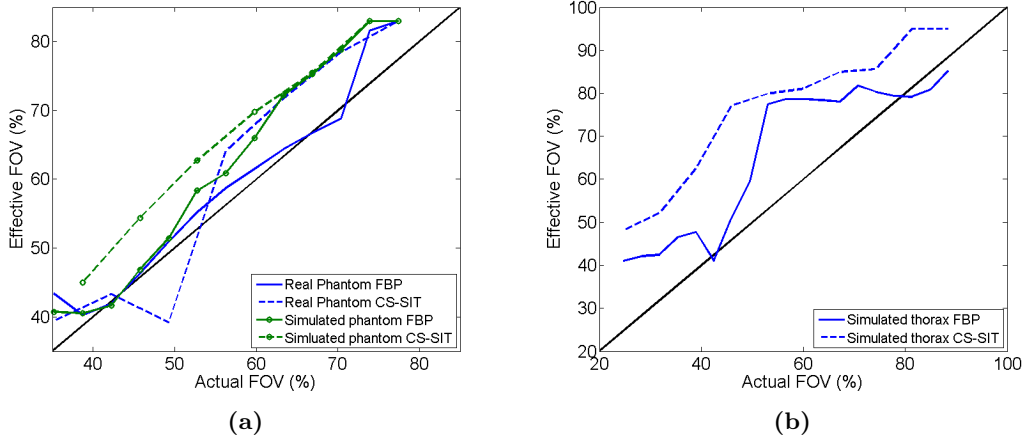 80
70
60
50
40
40
50
60
70
80
Effective FOV (%)
Actual FOV (%)
Real Phantom FBP
Real Phantom CS-SIT
Simulated phantom FBP
Simluated phantom CS-SIT
(a)
100
90
80
70
60
50
40
30
20
20
40
60
80
100
Effective FOV (%)
Actual FOV (%)
Simulated thorax FBP
Simulated thorax CS-SIT
(b)